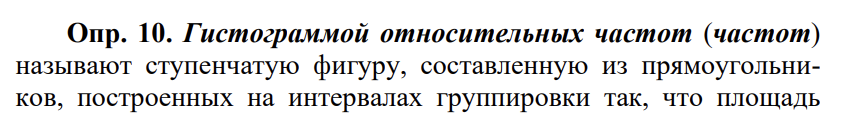 Опр. 10. Гистограммой относительных частот (частот)
называют ступенчатую фигуру, составленную из прямоугольни-
ков, построенных на интервалах группировки так, что площадь